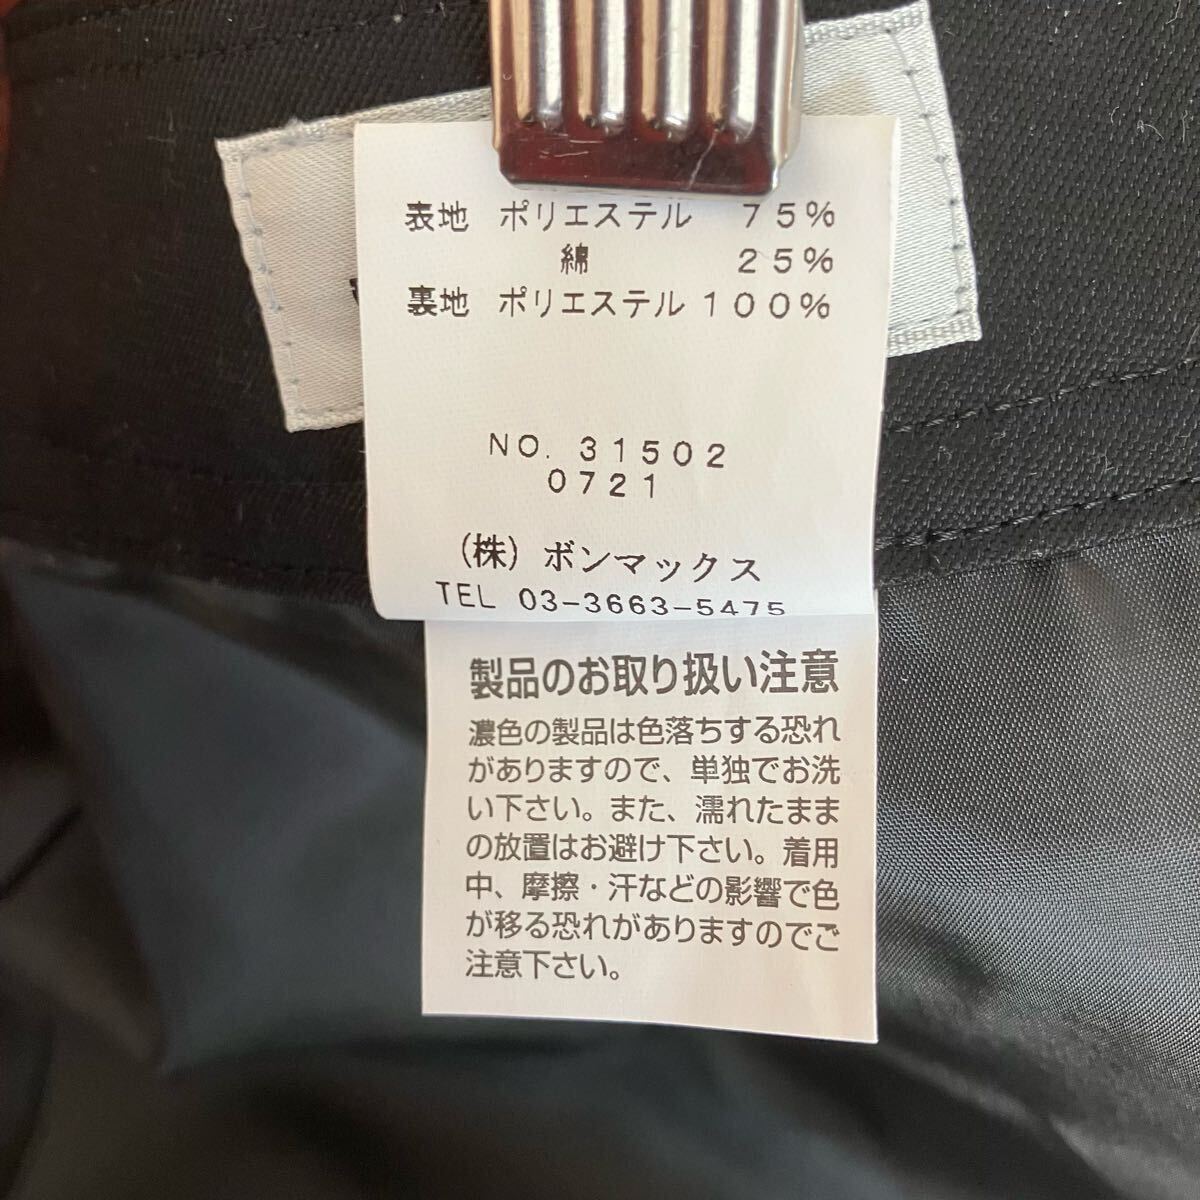 表地 ポリエステル 75%
綿 25%
裏地 ポリエステル 100%
NO. 31502
0721
(株) ボンマックス
TEL 03-3663-5475
製品のお取り扱い注意
濃色の製品は色落ちする恐れ
がありますので、単独でお洗
い下さい。また、濡れたまま
の放置はお避け下さい。着用
中、摩擦・汗などの影響で色
が移る恐れがありますのでご
注意下さい。